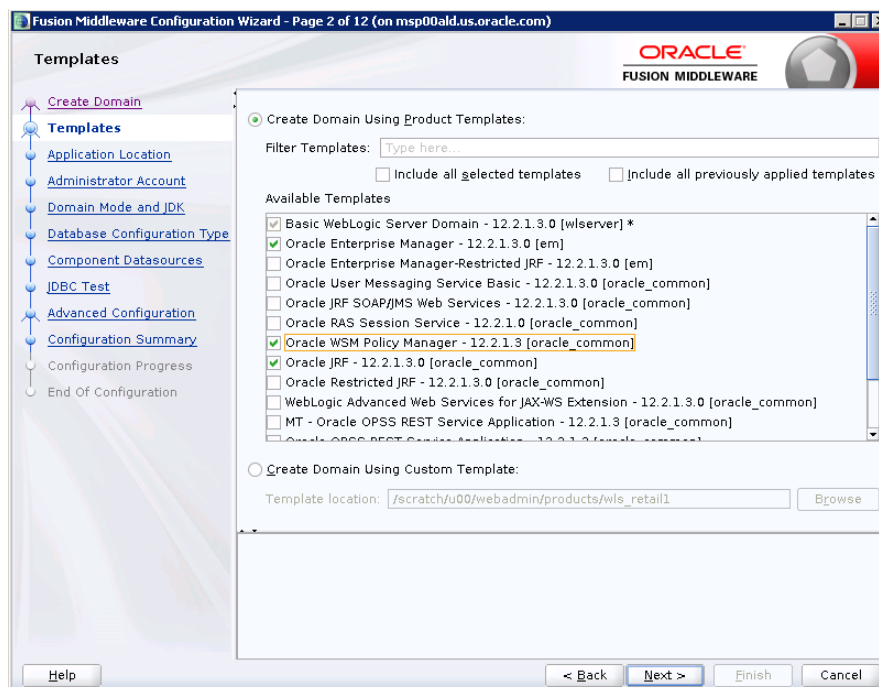 Fusion Middleware Configuration Wizard - Page 2 of 12 (on msp00ald.us.oracle.com)
Templates
ORACLE
FUSION MIDDLEWARE
Create Domain
Templates
Application Location
Administrator Account
Domain Mode and JDK
Database Configuration Type
Component Datasources
JDBC Test
Advanced Configuration
Configuration Summary
Configuration Progress
End Of Configuration
Create Domain Using Product Templates:
Filter Templates: Type here...
Include all selected templates Include all previously applied templates
Available Templates
Basic WebLogic Server Domain - 12.2.1.3.0 [wlserver] *
Oracle Enterprise Manager - 12.2.1.3.0 [em]
Oracle Enterprise Manager-Restricted JRF - 12.2.1.3.0 [em]
Oracle User Messaging Service Basic - 12.2.1.3.0 [oracle_common]
Oracle JRF SOAP/JMS Web Services - 12.2.1.3.0 [oracle_common]
Oracle RAS Session Service - 12.2.1.0 [oracle_common]
Oracle WSM Policy Manager - 12.2.1.3 [oracle_common]
Oracle JRF - 12.2.1.3.0 [oracle_common]
Oracle Restricted JRF - 12.2.1.3.0 [oracle_common]
WebLogic Advanced Web Services for JAX-WS Extension - 12.2.1.3.0 [oracle_common]
MT - Oracle OPSS REST Service Application - 12.2.1.3 [oracle_common]
Oracle OPSS REST Service Application - 12.2.1.3 [oracle_common]
Create Domain Using Custom Template:
Template location: /scratch/u00/webadmin/products/wls_retail1 Browse
Help < Back Next > Finish Cancel